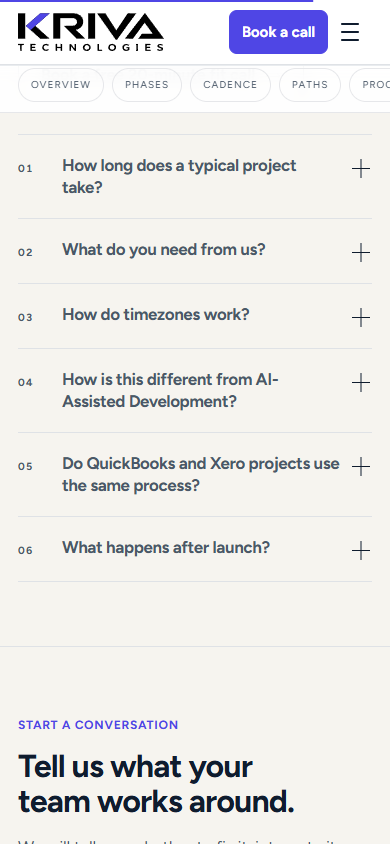 KRIVA
TECHNOLOGIES
Book a call
OVERVIEW
PHASES
CADENCE
PATHS
01
How long does a typical project
take?
02
What do you need from us?
03
How do timezones work?
04
How is this different from AI-
Assisted Development?
05
Do QuickBooks and Xero projects use
the same process?
06
What happens after launch?
START A CONVERSATION
Tell us what your
team works around.